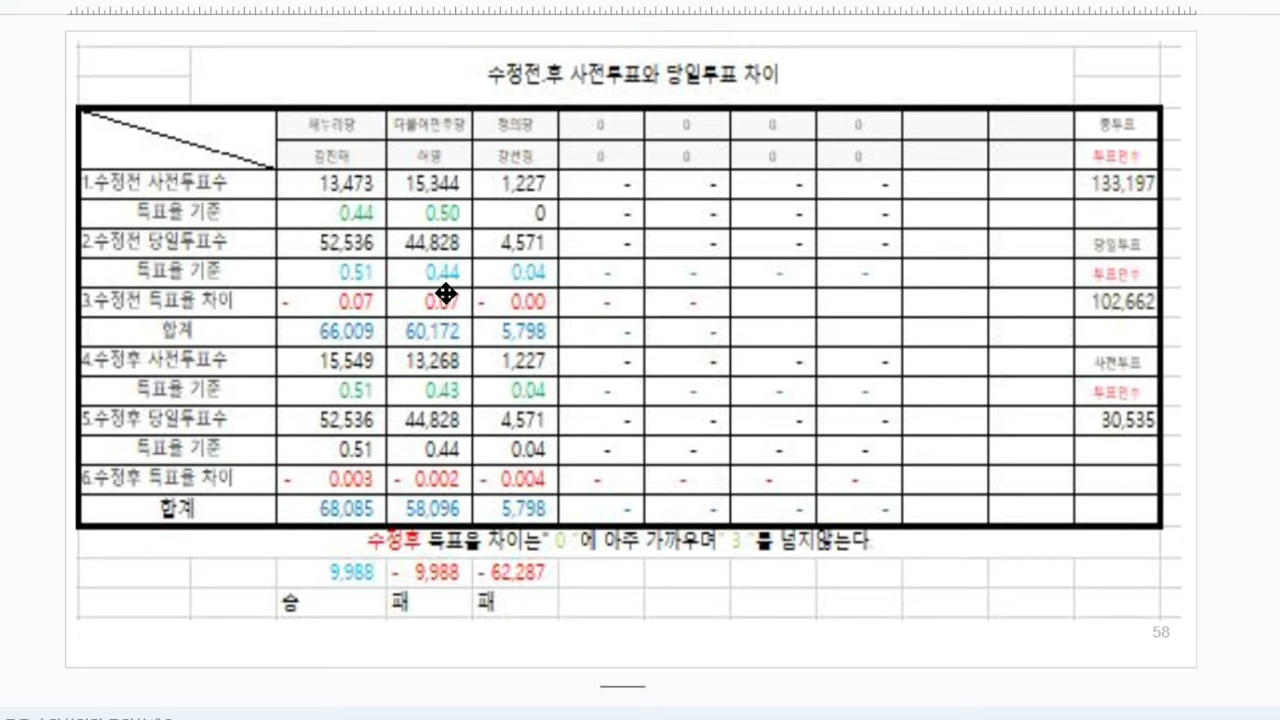 수정전.후 사전투표와 당일투표 차이
새누리당 더불어민주당 정의당 0 0 0 0 총투표
김진태 허영 강선경 0 0 0 0 투표인수
1.수정전 사전투표수 13,473 15,344 1,227 - - - - 133,197
득표율 기준 0.44 0.50 0 - - - -
2.수정전 당일투표수 52,536 44,828 4,571 - - - - 당일투표
득표율 기준 0.51 0.44 0.04 - - - - 투표인수
3.수정전 득표율 차이 - 0.07 - 0.00 - - 102,662
합계 66,009 60,172 5,798 - -
4.수정후 사전투표수 15,549 13,268 1,227 - - - - 사전투표
득표율 기준 0.51 0.43 0.04 - - - - 투표인수
5.수정후 당일투표수 52,536 44,828 4,571 - - - - 30,535
득표율 기준 0.51 0.44 0.04 - - - -
6.수정후 득표율 차이 - 0.003 - 0.002 - 0.004 - - - -
합계 68,085 58,096 5,798 - - - -
수정후 득표율 차이는" 0 "에 아주 가까우며" 3 "를 넘지않는다.
9,988 - 9,988 - 62,287
승 패 패
58